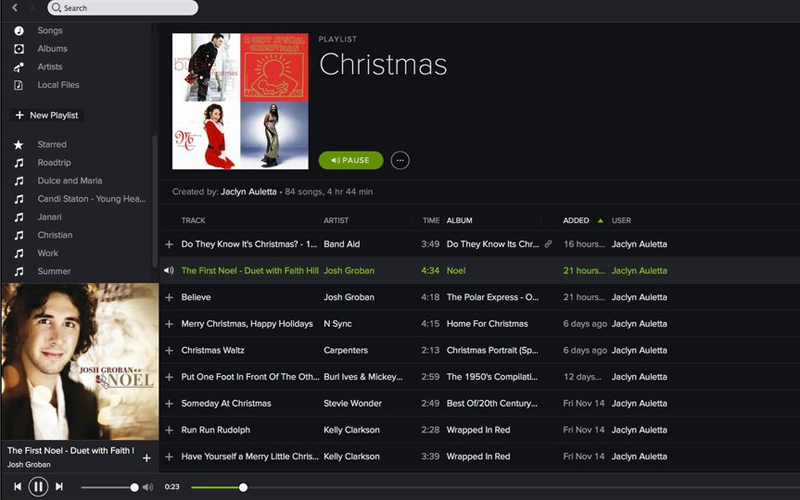 Search
Songs
Albums
Artists
Local Files
+ New Playlist
Starred
Roadtrip
Dulce and Maria
Candi Staton - Young Hea...
Janari
Christian
Work
Summer
JOSH GROBAN
NOEL
The First Noel - Duet with Faith
Josh Groban
PLAYLIST
Christmas
A VERY SPECIAL CHRISTMAS
PAUSE
Created by: Jaclyn Auletta • 84 songs, 4 hr 44 min
TRACK ARTIST TIME ALBUM ADDED USER
Do They Know It's Christmas? - 1... Band Aid 3:49 Do They Know Its Chr... 16 hours... Jaclyn Auletta
The First Noel - Duet with Faith Hill Josh Groban 4:34 Noel 21 hours... Jaclyn Auletta
Believe Josh Groban 4:18 The Polar Express - O... 21 hours... Jaclyn Auletta
Merry Christmas, Happy Holidays N Sync 4:15 Home For Christmas 6 days ago Jaclyn Auletta
Christmas Waltz Carpenters 2:13 Christmas Portrait (Sp... 6 days ago Jaclyn Auletta
Put One Foot In Front Of The Oth... Burl Ives & Mickey... 2:59 The 1950's Compilati... 12 days... Jaclyn Auletta
Someday At Christmas Stevie Wonder 2:49 Best Of/20th Century... Fri Nov 14 Jaclyn Auletta
Run Run Rudolph Kelly Clarkson 2:28 Wrapped In Red Fri Nov 14 Jaclyn Auletta
Have Yourself a Merry Little Chris... Kelly Clarkson 3:39 Wrapped In Red Fri Nov 14 Jaclyn Auletta
0:23